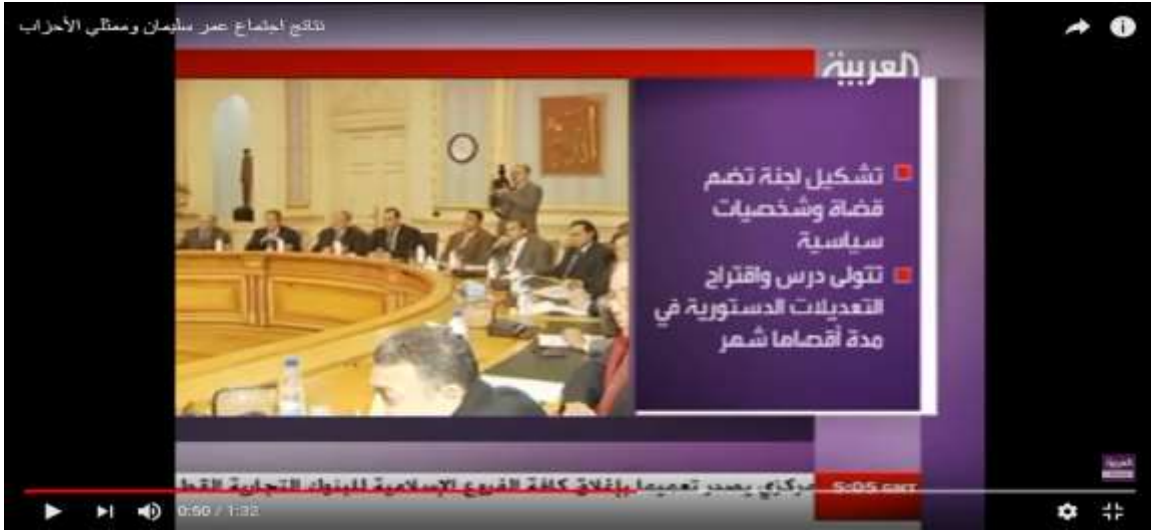 نتائج اجتماع عمر سليمان وممثلي الأحزاب
العربية
تشكيل لجنة تضم
قضاة وشخصيات
سياسية
تتولى درس واقتراح
التعديلات الدستورية في
مدة أقصاها شهر
5:05 GMT
مركزي يصدر تعميما بإغلاق كافة الفروع الإسلامية للبنوك التجارية القط
العربية
0:50 / 1:32